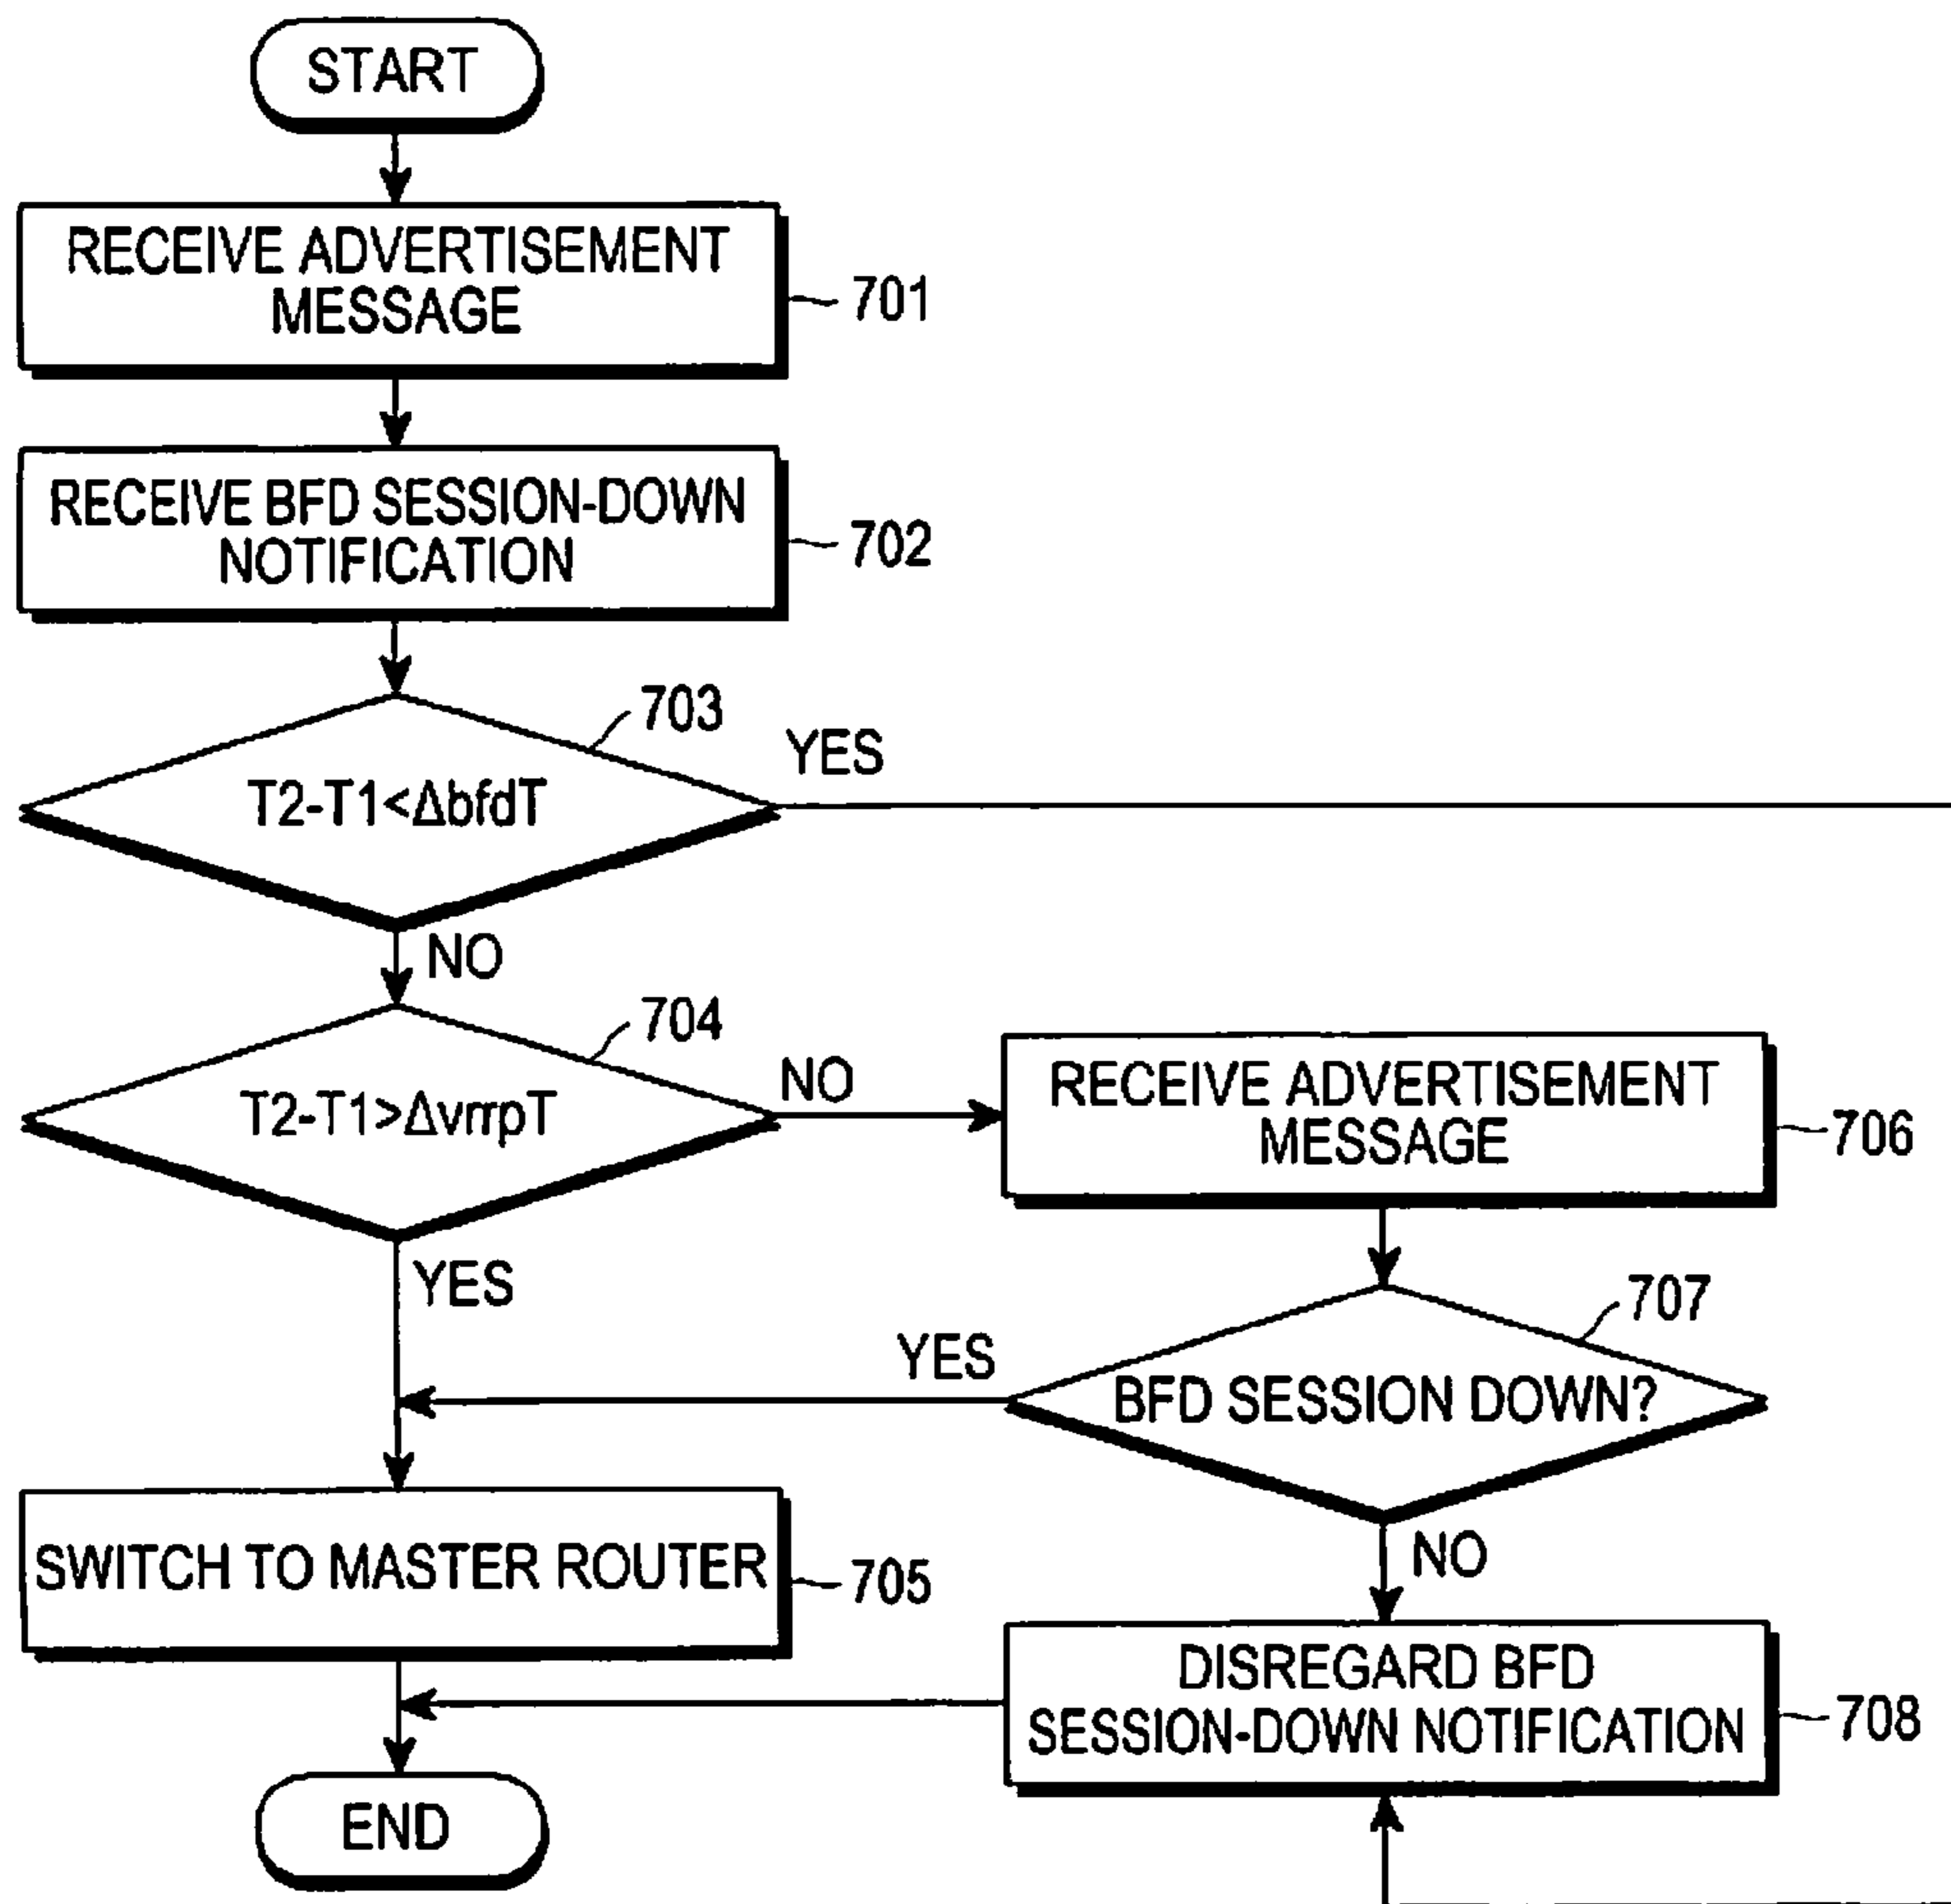 START
RECEIVE ADVERTISEMENT
MESSAGE
701
RECEIVE BFD SESSION-DOWN
NOTIFICATION
702
703
T2-T1<ΔbfdT
YES
NO
704
T2-T1>ΔvrrpT
NO
YES
RECEIVE ADVERTISEMENT
MESSAGE
706
707
BFD SESSION DOWN?
YES
NO
SWITCH TO MASTER ROUTER
705
DISREGARD BFD
SESSION-DOWN NOTIFICATION
708
END